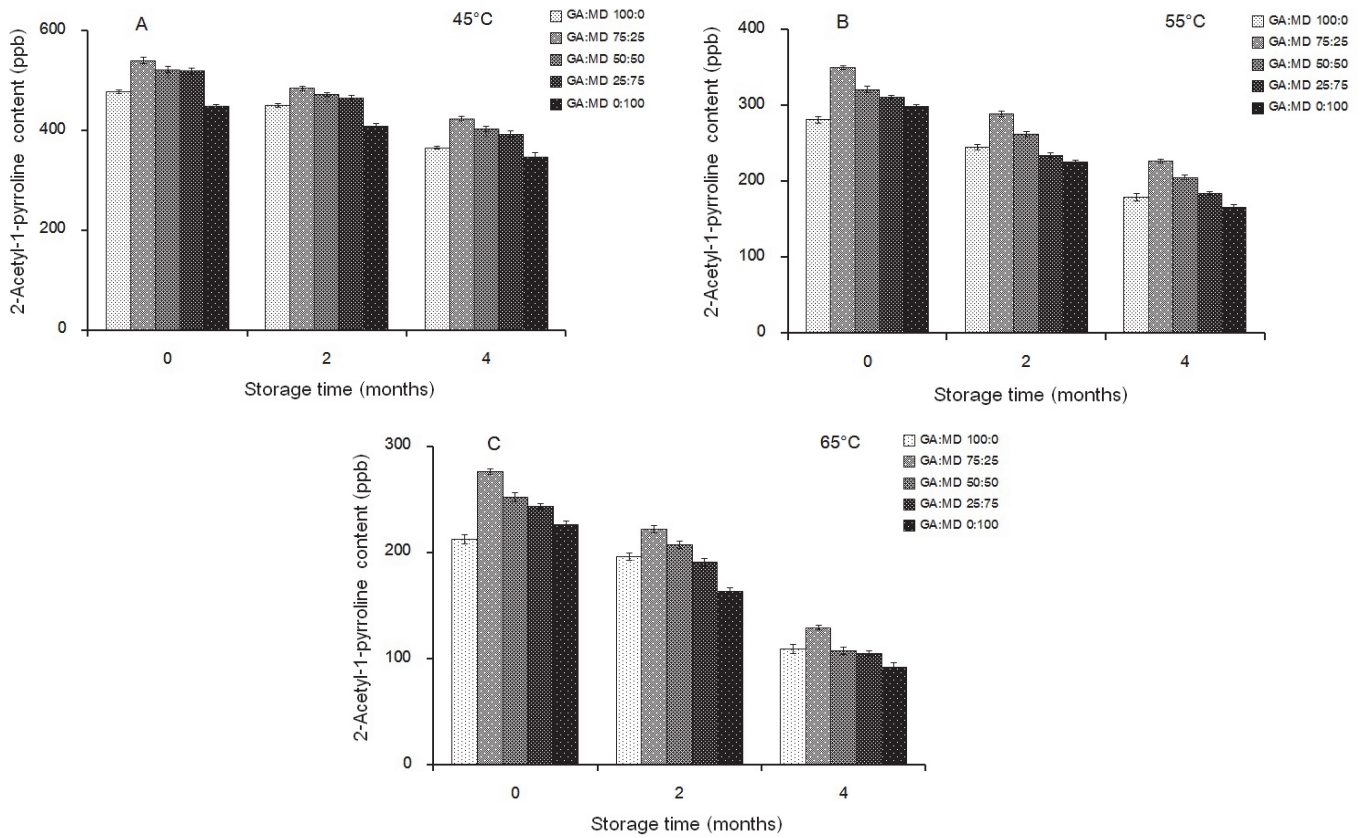 A
45°C
GA:MD 100:0
GA:MD 75:25
GA:MD 50:50
GA:MD 25:75
GA:MD 0:100
2-Acetyl-1-pyrroline content (ppb)
600
400
200
0
0 2 4
Storage time (months)
B
55°C
GA:MD 100:0
GA:MD 75:25
GA:MD 50:50
GA:MD 25:75
GA:MD 0:100
2-Acetyl-1-pyrroline content (ppb)
400
300
200
100
0
0 2 4
Storage time (months)
C
65°C
GA:MD 100:0
GA:MD 75:25
GA:MD 50:50
GA:MD 25:75
GA:MD 0:100
2-Acetyl-1-pyrroline content (ppb)
300
200
100
0
0 2 4
Storage time (months)